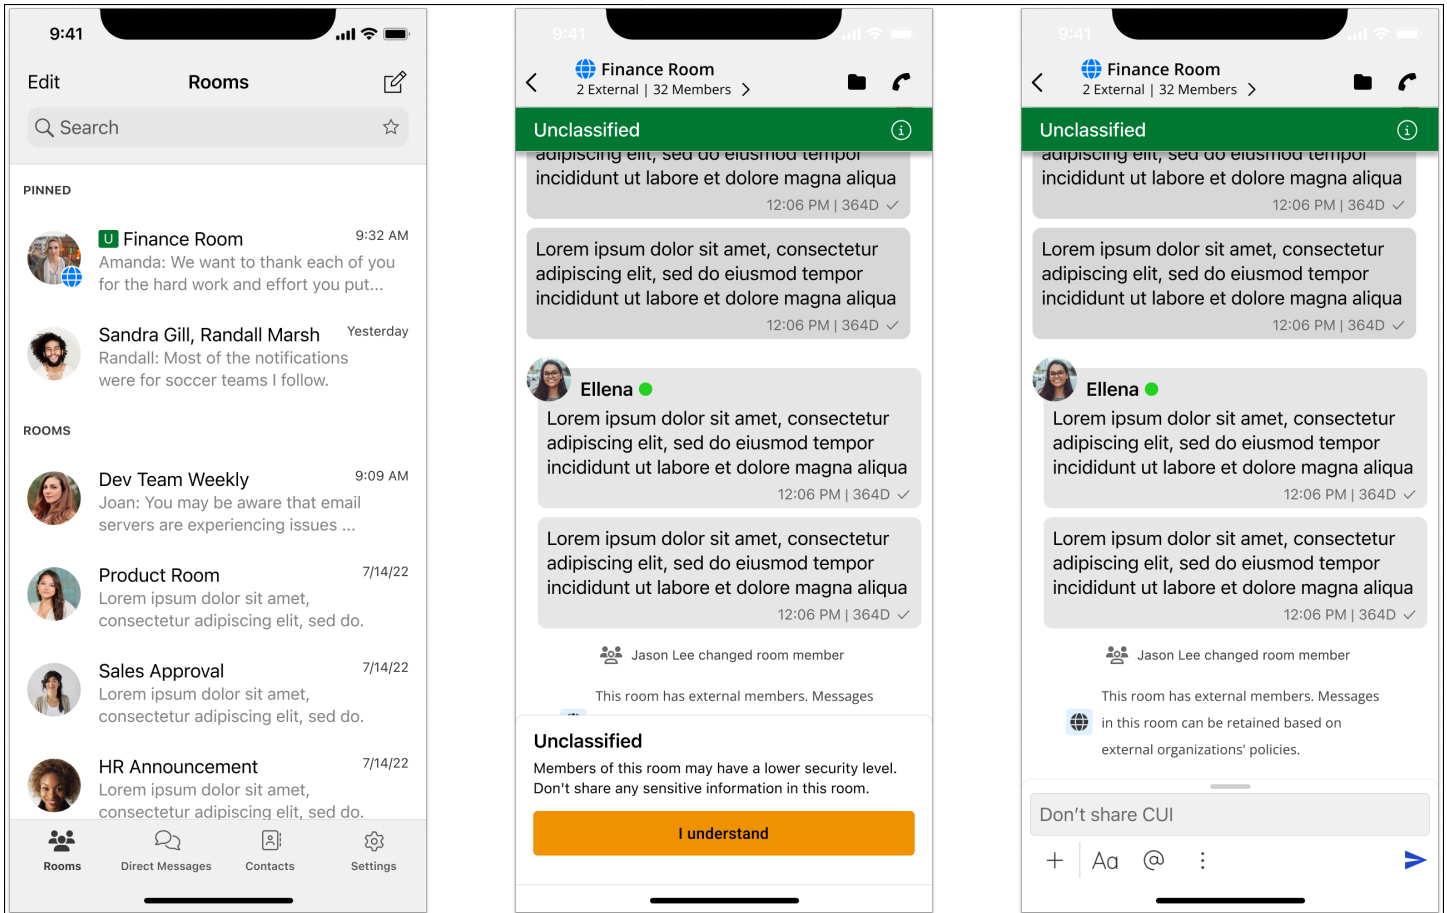 9:41
Edit
Rooms
Search
PINNED
U Finance Room
9:32 AM
Amanda: We want to thank each of you
for the hard work and effort you put...
Sandra Gill, Randall Marsh
Yesterday
Randall: Most of the notifications
were for soccer teams I follow.
ROOMS
Dev Team Weekly
9:09 AM
Joan: You may be aware that email
servers are experiencing issues ...
Product Room
7/14/22
Lorem ipsum dolor sit amet,
consectetur adipiscing elit, sed do.
Sales Approval
7/14/22
Lorem ipsum dolor sit amet,
consectetur adipiscing elit, sed do.
HR Announcement
7/14/22
Lorem ipsum dolor sit amet,
consectetur adipiscing elit, sed do.
Rooms
Direct Messages
Contacts
Settings
9:41
Finance Room
2 External | 32 Members
Unclassified
adipiscing elit, sed do eiusmod tempor
incididunt ut labore et dolore magna aliqua
12:06 PM | 364D
Lorem ipsum dolor sit amet, consectetur
adipiscing elit, sed do eiusmod tempor
incididunt ut labore et dolore magna aliqua
12:06 PM | 364D
Ellena
Lorem ipsum dolor sit amet, consectetur
adipiscing elit, sed do eiusmod tempor
incididunt ut labore et dolore magna aliqua
12:06 PM | 364D
Lorem ipsum dolor sit amet, consectetur
adipiscing elit, sed do eiusmod tempor
incididunt ut labore et dolore magna aliqua
12:06 PM | 364D
Jason Lee changed room member
This room has external members. Messages
Unclassified
Members of this room may have a lower security level.
Don't share any sensitive information in this room.
I understand
9:41
Finance Room
2 External | 32 Members
Unclassified
adipiscing elit, sed do eiusmod tempor
incididunt ut labore et dolore magna aliqua
12:06 PM | 364D
Lorem ipsum dolor sit amet, consectetur
adipiscing elit, sed do eiusmod tempor
incididunt ut labore et dolore magna aliqua
12:06 PM | 364D
Ellena
Lorem ipsum dolor sit amet, consectetur
adipiscing elit, sed do eiusmod tempor
incididunt ut labore et dolore magna aliqua
12:06 PM | 364D
Lorem ipsum dolor sit amet, consectetur
adipiscing elit, sed do eiusmod tempor
incididunt ut labore et dolore magna aliqua
12:06 PM | 364D
Jason Lee changed room member
This room has external members. Messages
in this room can be retained based on
external organizations' policies.
Don’t share CUI
Aa @